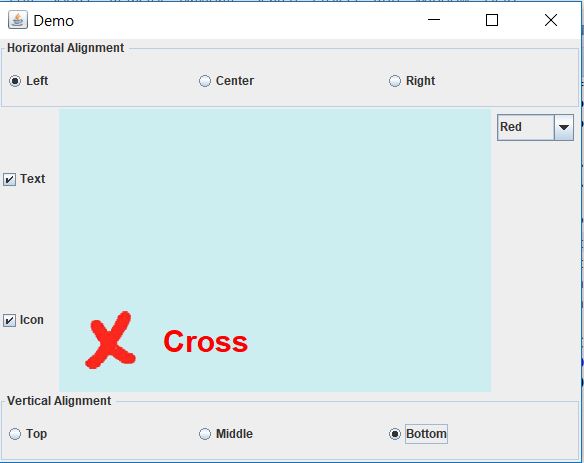 Demo
Horizontal Alignment
Left Center Right
Red
Text
Icon
Cross
Vertical Alignment
Top Middle Bottom